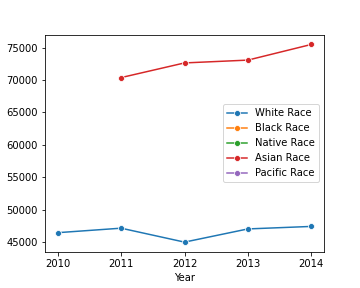 75000
70000
65000
60000
55000
50000
45000
White Race
Black Race
Native Race
Asian Race
Pacific Race
2010 2011 2012 2013 2014
Year